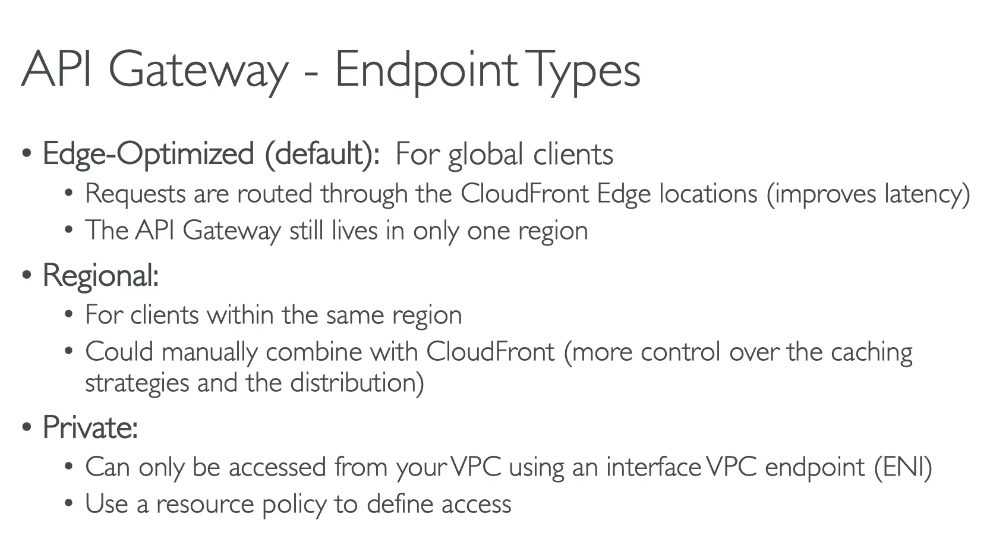 API Gateway - Endpoint Types
• Edge-Optimized (default): For global clients
• Requests are routed through the CloudFront Edge locations (improves latency)
• The API Gateway still lives in only one region
• Regional:
• For clients within the same region
• Could manually combine with CloudFront (more control over the caching
strategies and the distribution)
• Private:
• Can only be accessed from your VPC using an interface VPC endpoint (ENI)
• Use a resource policy to define access